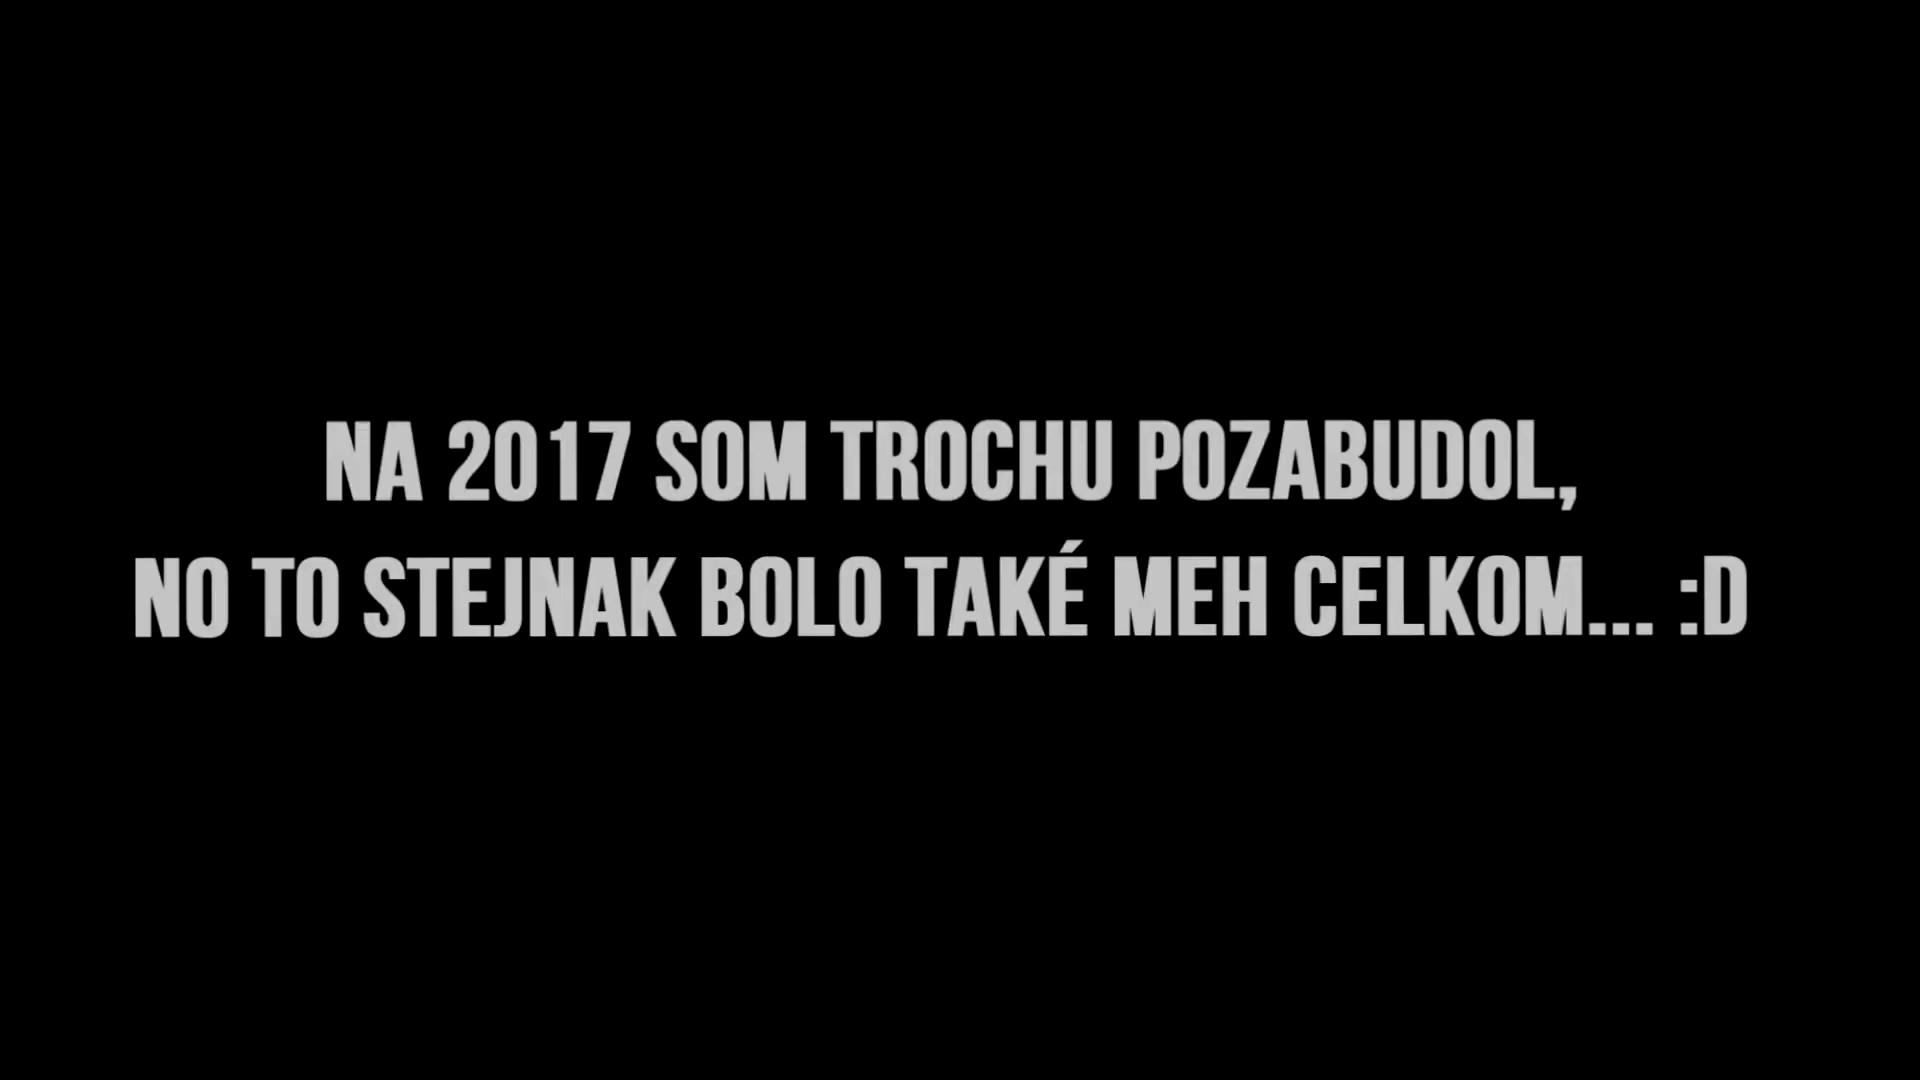 NA 2017 SOM TROCHU POZABUDOL,
NO TO STEJNAK BOLO TAKÉ MEH CELKOM... :D